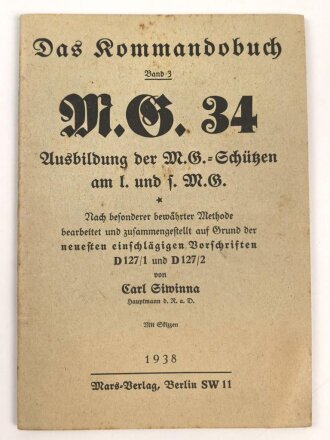 Das Kommandobuch
Band 3
M.G. 34
Ausbildung der M.G.-Schützen
am l. und s. M.G.
*
Nach besonderer bewährter Methode
bearbeitet und zusammengestellt auf Grund der
neuesten einschlägigen Vorschriften
D 127/1 und D 127/2
von
Carl Siwinna
Hauptmann d. R. a. D.
Mit Skizzen
1938
Mars-Verlag, Berlin SW 11